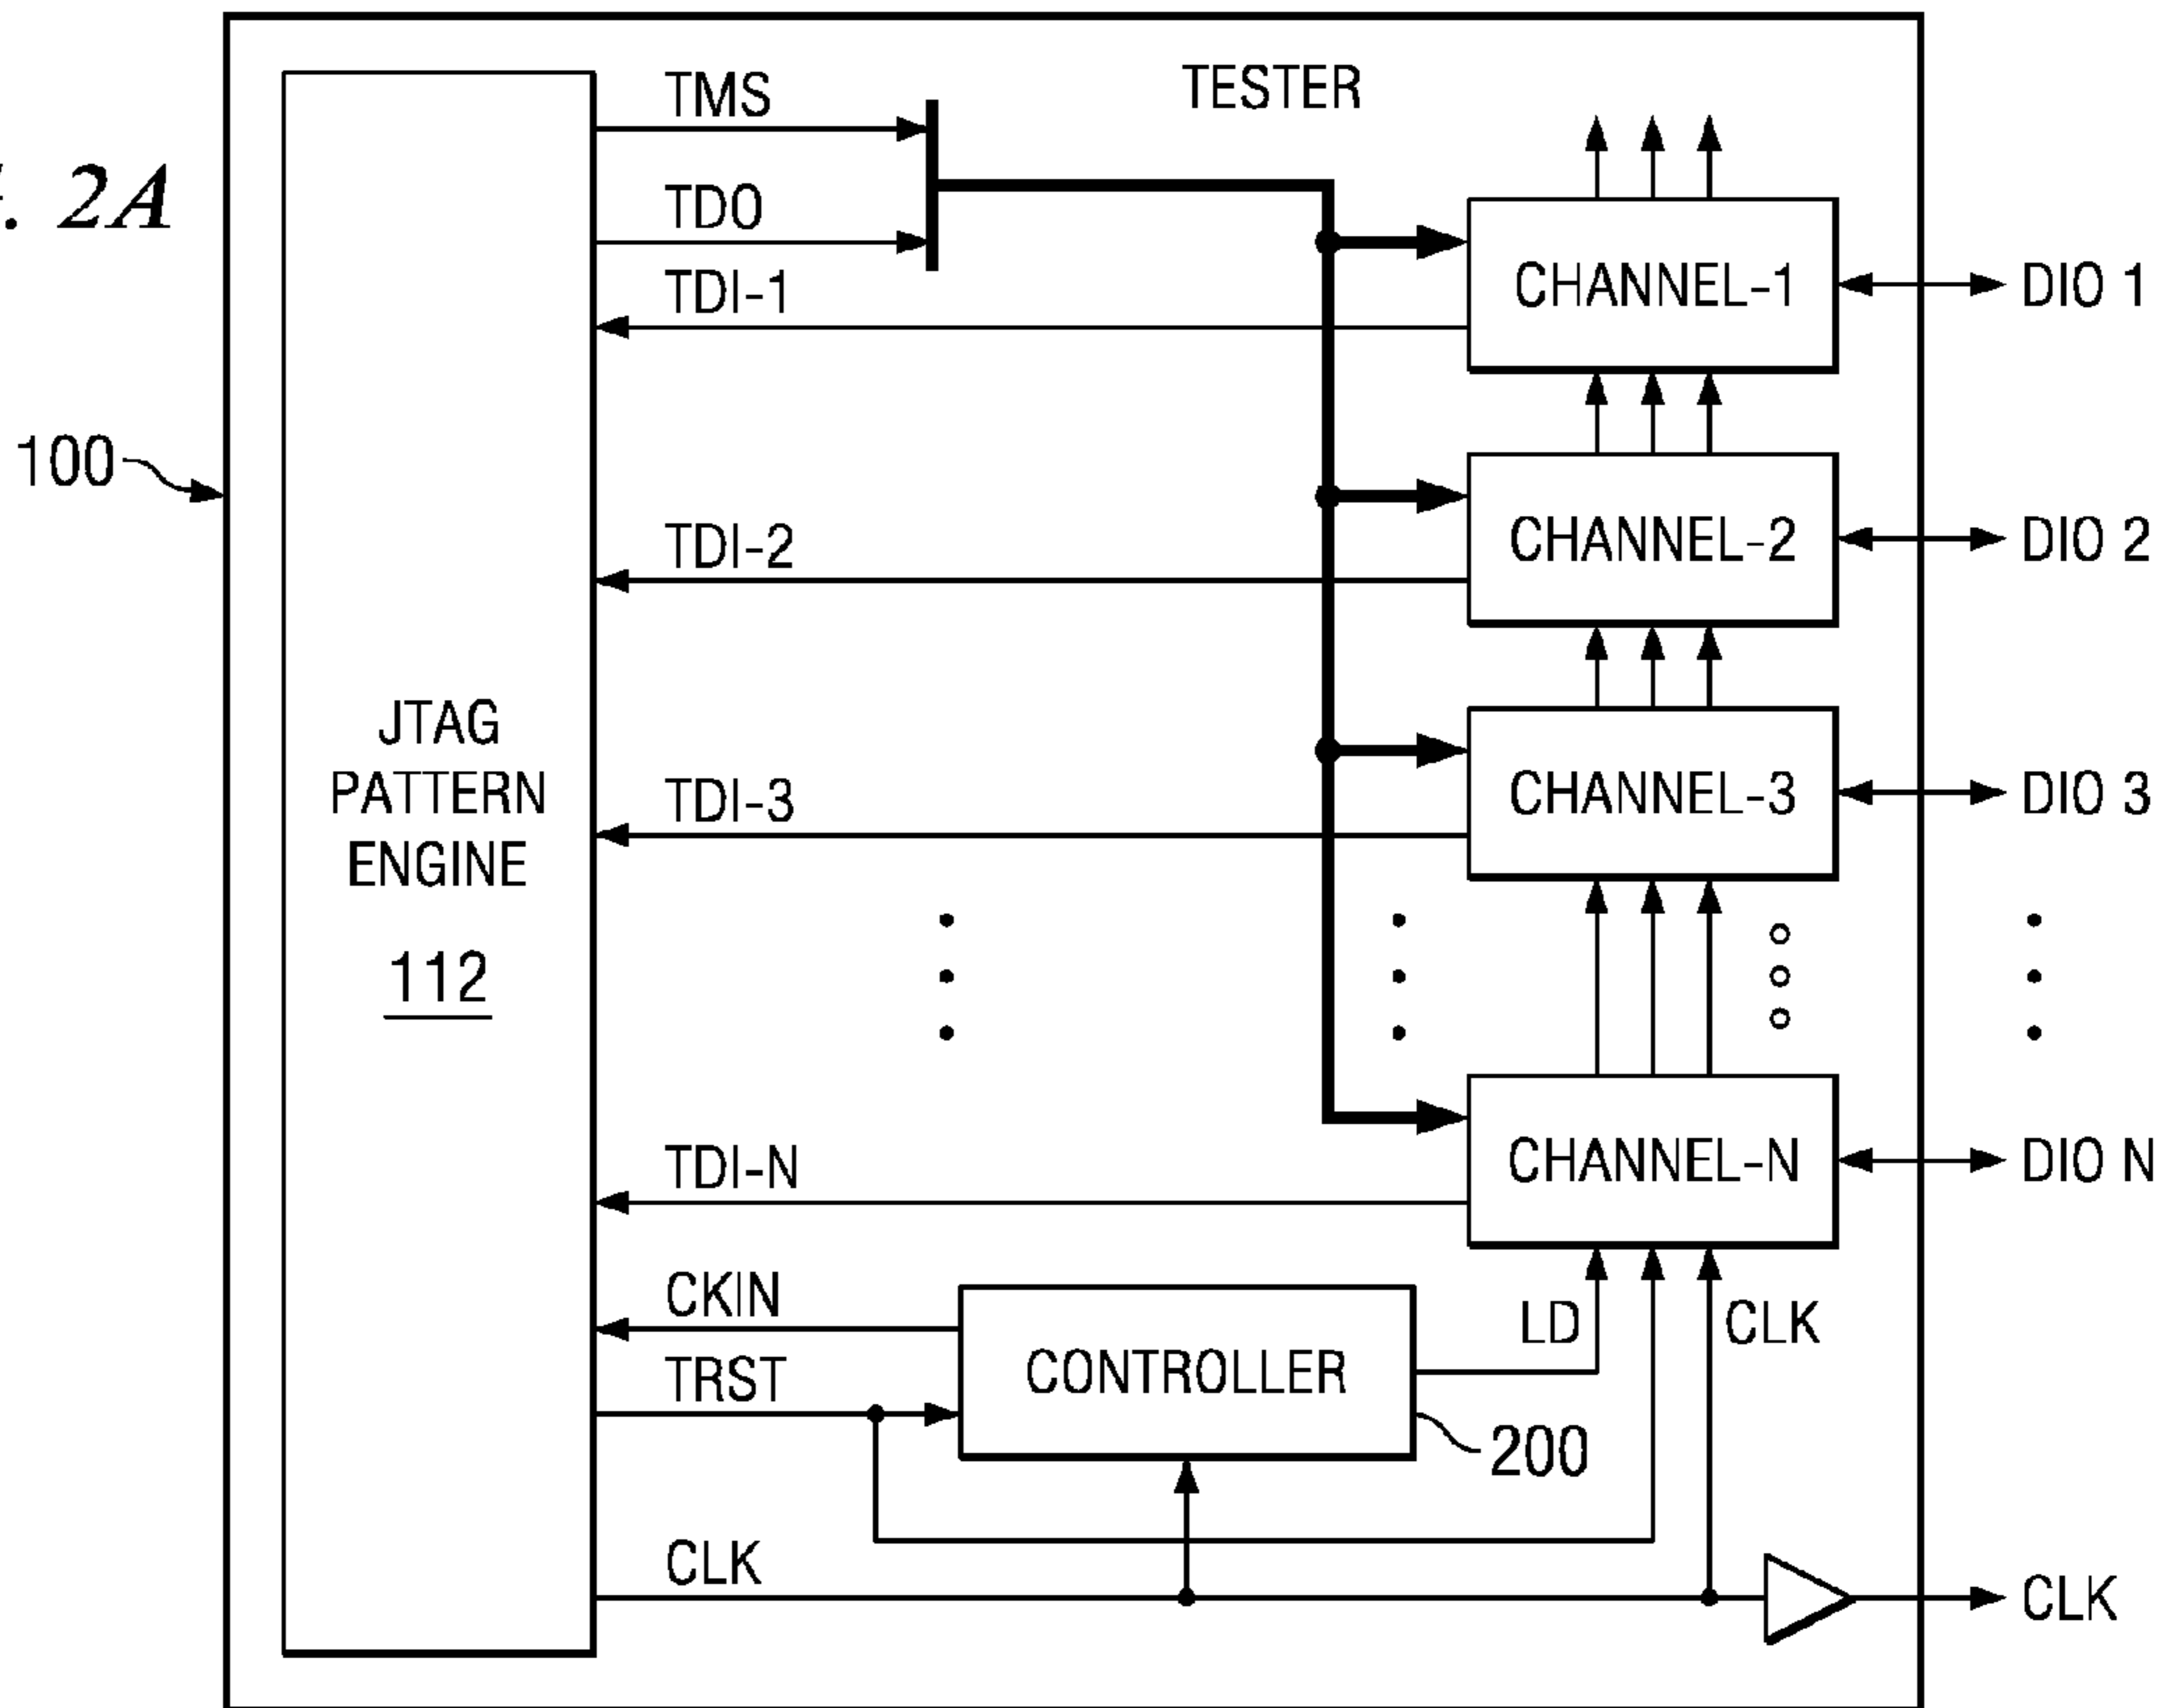 2A
TESTER
TMS
TDO
TDI-1
CHANNEL-1
DIO 1
100
TDI-2
CHANNEL-2
DIO 2
JTAG
PATTERN
ENGINE
112
TDI-3
CHANNEL-3
DIO 3
TDI-N
CHANNEL-N
DIO N
CKIN
TRST
CONTROLLER
LD
CLK
200
CLK
CLK